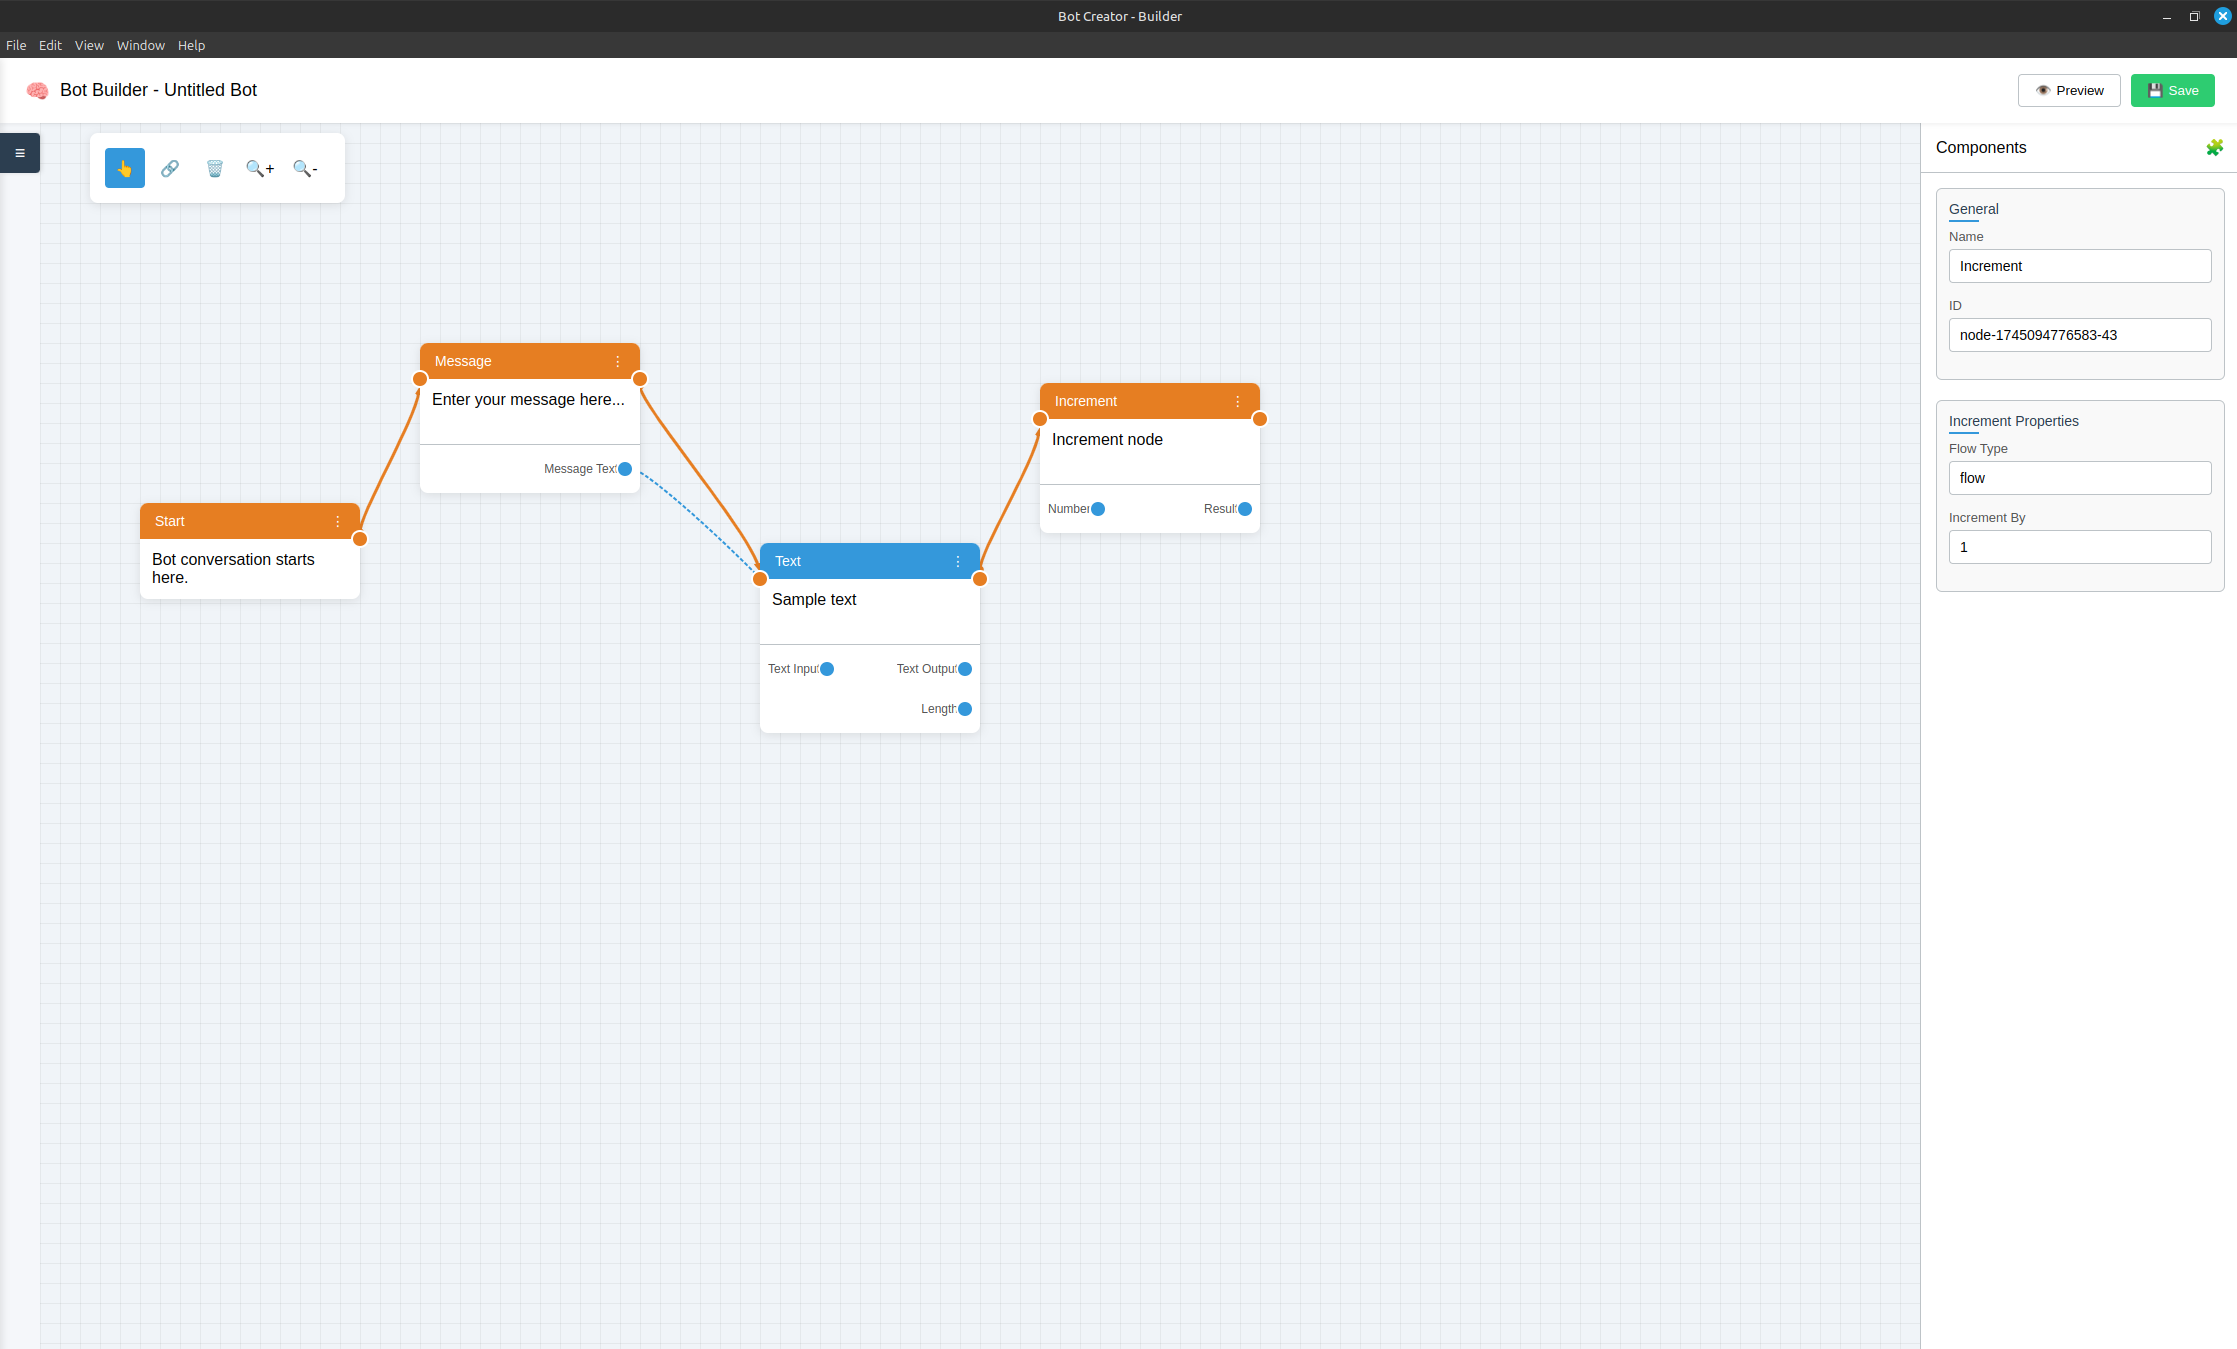 Bot Creator - Builder
File Edit View Window Help
Bot Builder - Untitled Bot
Preview
Save
Components
General
Name
Increment
ID
node-1745094776583-43
Increment Properties
Flow Type
flow
Increment By
1
Message
Enter your message here...
Message Text
Start
Bot conversation starts
here.
Text
Sample text
Text Input
Text Output
Length
Increment
Increment node
Number
Result